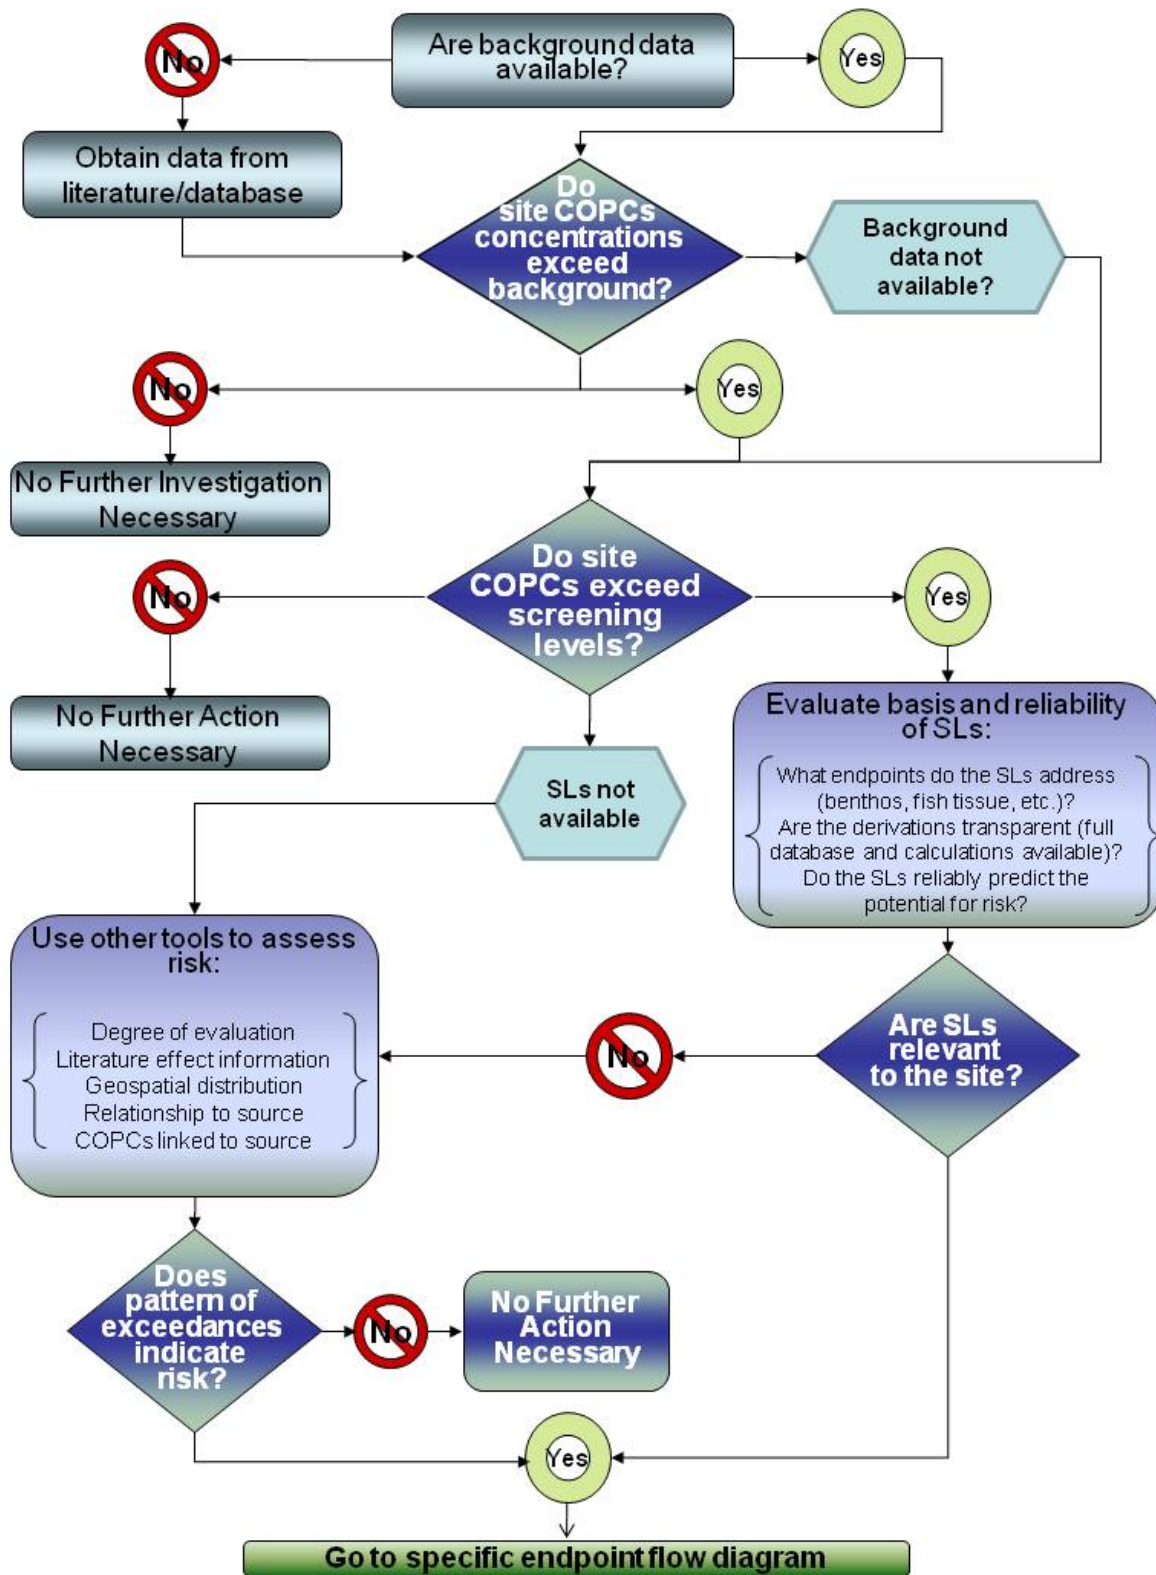 No
Are background data
available?
Yes
Obtain data from
literature/database
Do
site COPCs
concentrations
exceed
background?
Background
data not
available?
No
Yes
No Further Investigation
Necessary
Do site
COPCs exceed
screening
levels?
No
Yes
No Further Action
Necessary
SLs not
available
Evaluate basis and reliability
of SLs:
What endpoints do the SLs address
(benthos, fish tissue, etc.)?
Are the derivations transparent (full
database and calculations available)?
Do the SLs reliably predict the
potential for risk?
Use other tools to assess
risk:
Degree of evaluation
Literature effect information
Geospatial distribution
Relationship to source
COPCs linked to source
No
Are SLs
relevant
to the site?
Does
pattern of
exceedances
indicate
risk?
No
No Further
Action
Necessary
Yes
Go to specific endpoint flow diagram